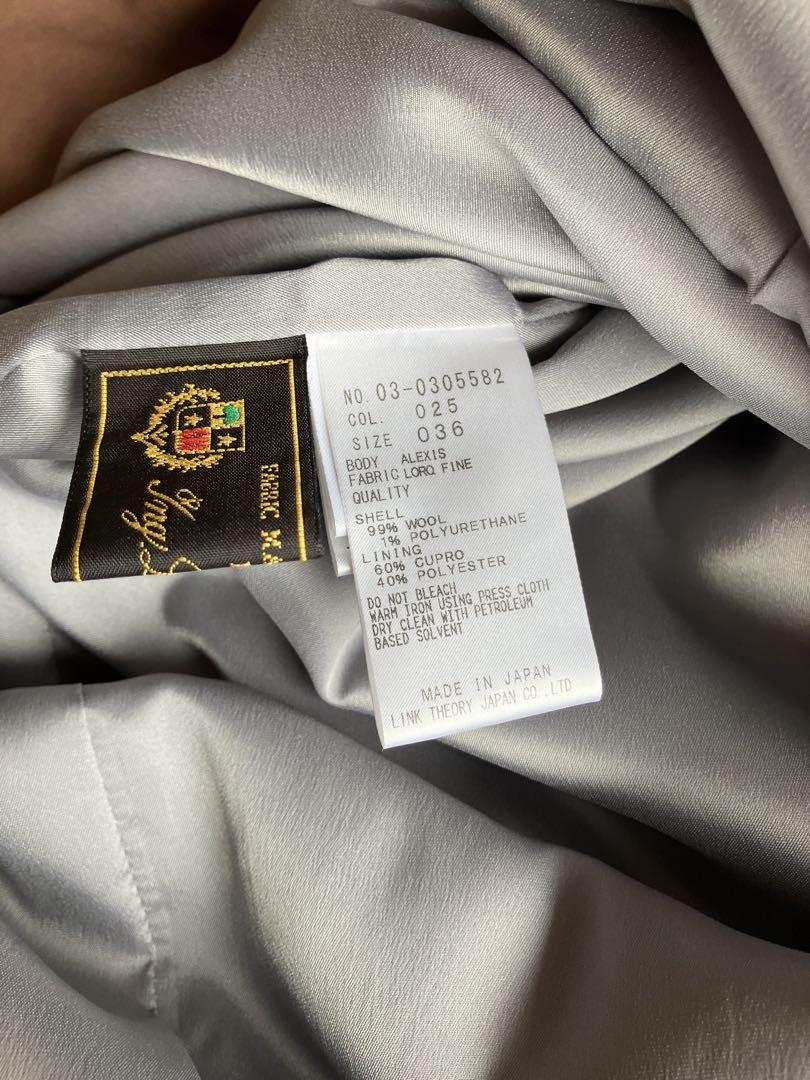 NO. 03-0305582
COL. 025
SIZE 036
BODY ALEXIS
FABRIC LORO FINE
QUALITY
SHELL
99% WOOL
1% POLYURETHANE
LINING
60% CUPRO
40% POLYESTER
DO NOT BLEACH
WARM IRON USING PRESS CLOTH
DRY CLEAN WITH PETROLEUM
BASED SOLVENT
MADE IN JAPAN
LINK THEORY JAPAN CO.,LTD
FABRIC